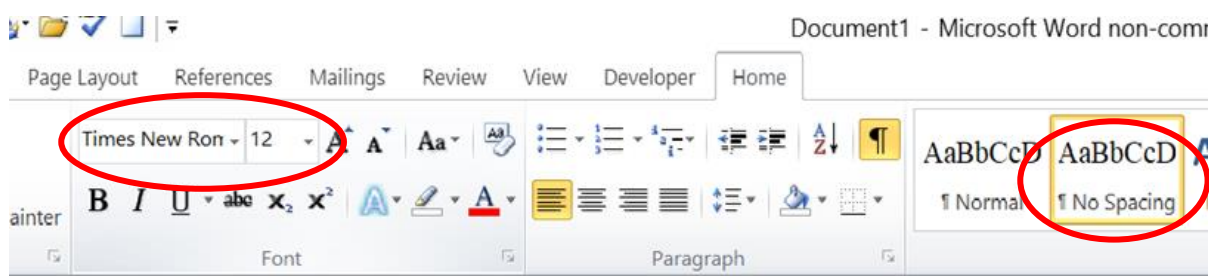 Document1 - Microsoft Word non-comm
Page Layout References Mailings Review View Developer Home
Times New Ron 12 A A Aa Aa A Z ¶ AaBbCcD AaBbCcD A
ainter B I U abc X₂ X² A A ¶ Normal ¶ No Spacing
Font Paragraph